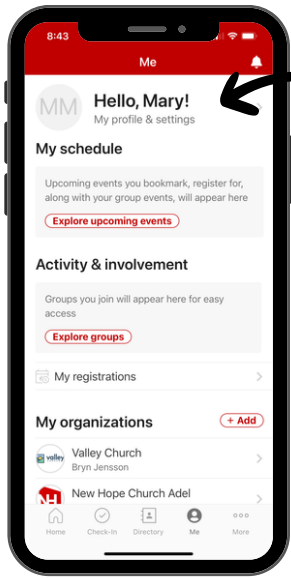 8:43
Me
MM
Hello, Mary!
My profile & settings
My schedule
Upcoming events you bookmark, register for,
along with your group events, will appear here
Explore upcoming events
Activity & involvement
Groups you join will appear here for easy
access
Explore groups
My registrations
My organizations
+ Add
valley
Valley Church
Bryn Jensson
New Hope Church Adel
Home
Check-In
Directory
Me
More